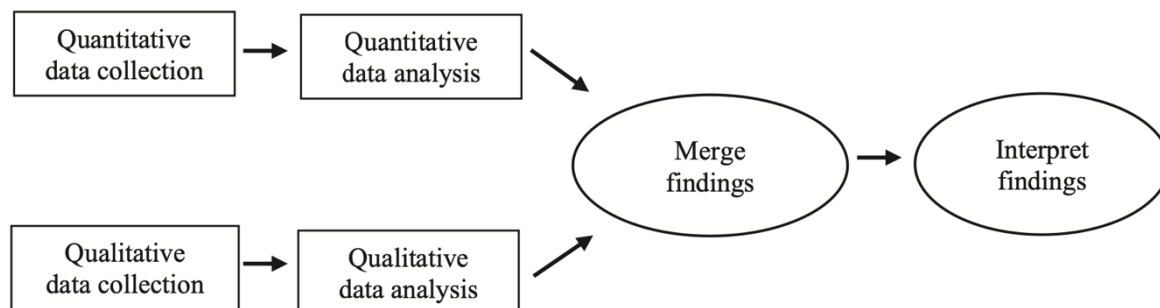 Quantitative
data collection
Quantitative
data analysis
Merge
findings
Interpret
findings
Qualitative
data collection
Qualitative
data analysis